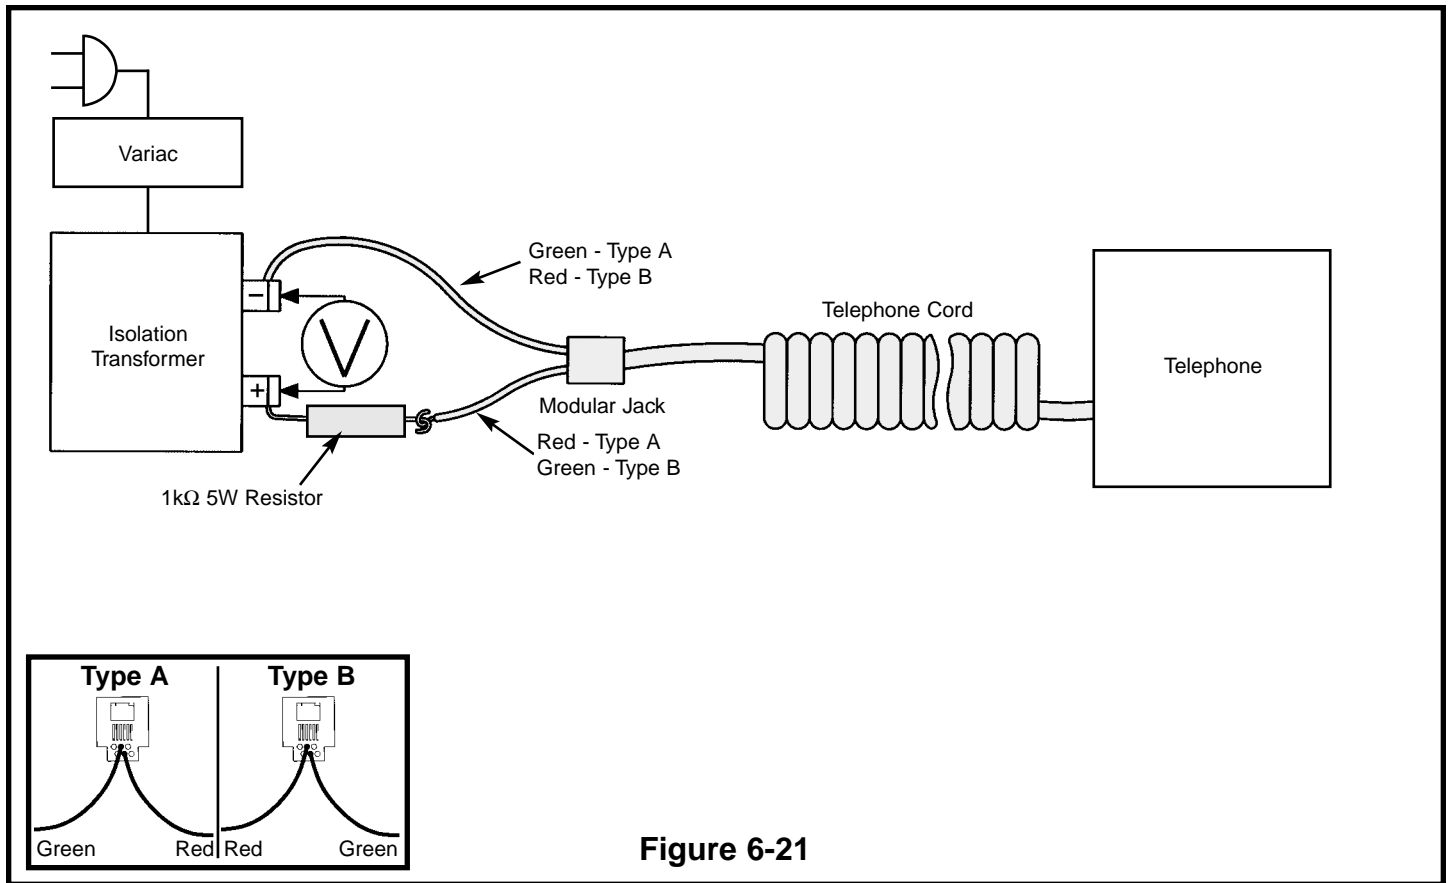 Variac
Isolation
Transformer
−
+
V
Green - Type A
Red - Type B
Modular Jack
Red - Type A
Green - Type B
1kΩ 5W Resistor
Telephone Cord
Telephone
Type A
Type B
Green
Red
Red
Green
Figure 6-21